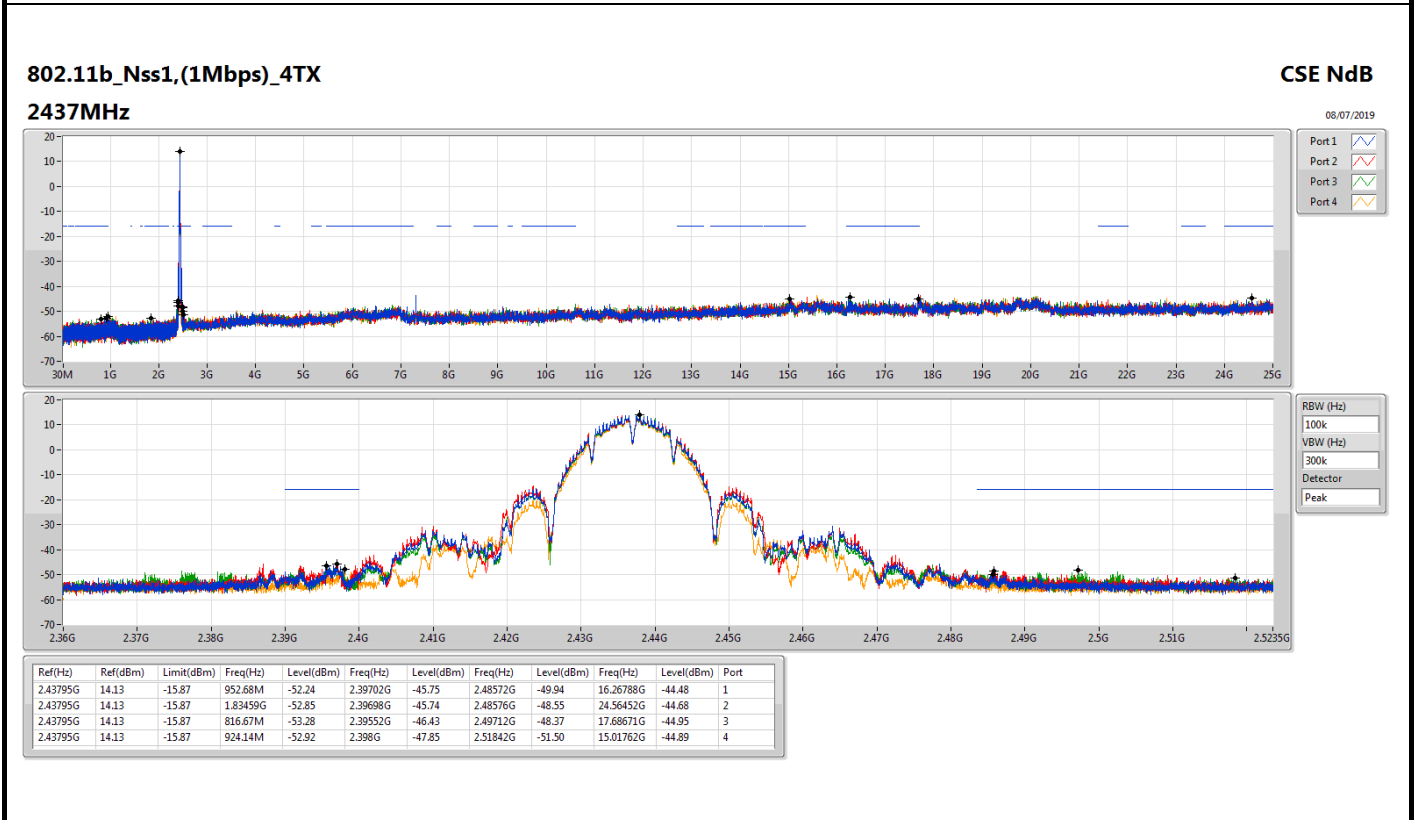 802.11b_Nss1,(1Mbps)_4TX
CSE NdB
2437MHz
08/07/2019
20
10
0
-10
-20
-30
-40
-50
-60
-70
30M 1G 2G 3G 4G 5G 6G 7G 8G 9G 10G 11G 12G 13G 14G 15G 16G 17G 18G 19G 20G 21G 22G 23G 24G 25G
Port 1
Port 2
Port 3
Port 4
20
10
0
-10
-20
-30
-40
-50
-60
-70
2.36G 2.37G 2.38G 2.39G 2.4G 2.41G 2.42G 2.43G 2.44G 2.45G 2.46G 2.47G 2.48G 2.49G 2.5G 2.51G 2.5235G
RBW (Hz)
100k
VBW (Hz)
300k
Detector
Peak
Ref(Hz) Ref(dBm) Limit(dBm) Freq(Hz) Level(dBm) Freq(Hz) Level(dBm) Freq(Hz) Level(dBm) Freq(Hz) Level(dBm) Port
2.43795G 14.13 -15.87 952.68M -52.24 2.39702G -45.75 2.48572G -49.94 16.26788G -44.48 1
2.43795G 14.13 -15.87 1.83459G -52.85 2.39698G -45.74 2.48576G -48.55 24.56452G -44.68 2
2.43795G 14.13 -15.87 816.67M -53.28 2.39552G -46.43 2.49712G -48.37 17.68671G -44.95 3
2.43795G 14.13 -15.87 924.14M -52.92 2.398G -47.85 2.51842G -51.50 15.01762G -44.89 4